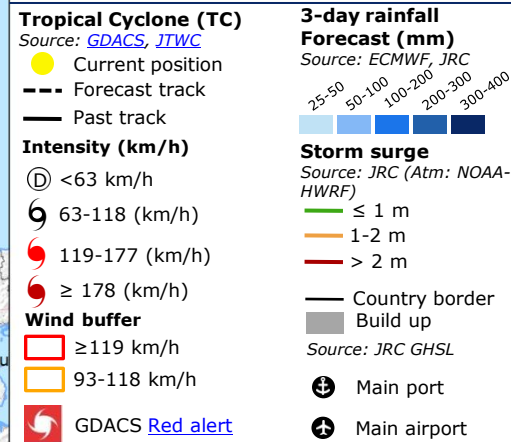 Tropical Cyclone (TC)
Source: GDACS, JTWC
Current position
Forecast track
Past track
Intensity (km/h)
D <63 km/h
63-118 (km/h)
119-177 (km/h)
≥ 178 (km/h)
Wind buffer
≥119 km/h
93-118 km/h
GDACS Red alert
3-day rainfall
Forecast (mm)
Source: ECMWF, JRC
25-50 50-100 100-200 200-300 300-400
Storm surge
Source: JRC (Atm: NOAA-
HWRF)
≤ 1 m
1-2 m
> 2 m
Country border
Build up
Source: JRC GHSL
Main port
Main airport